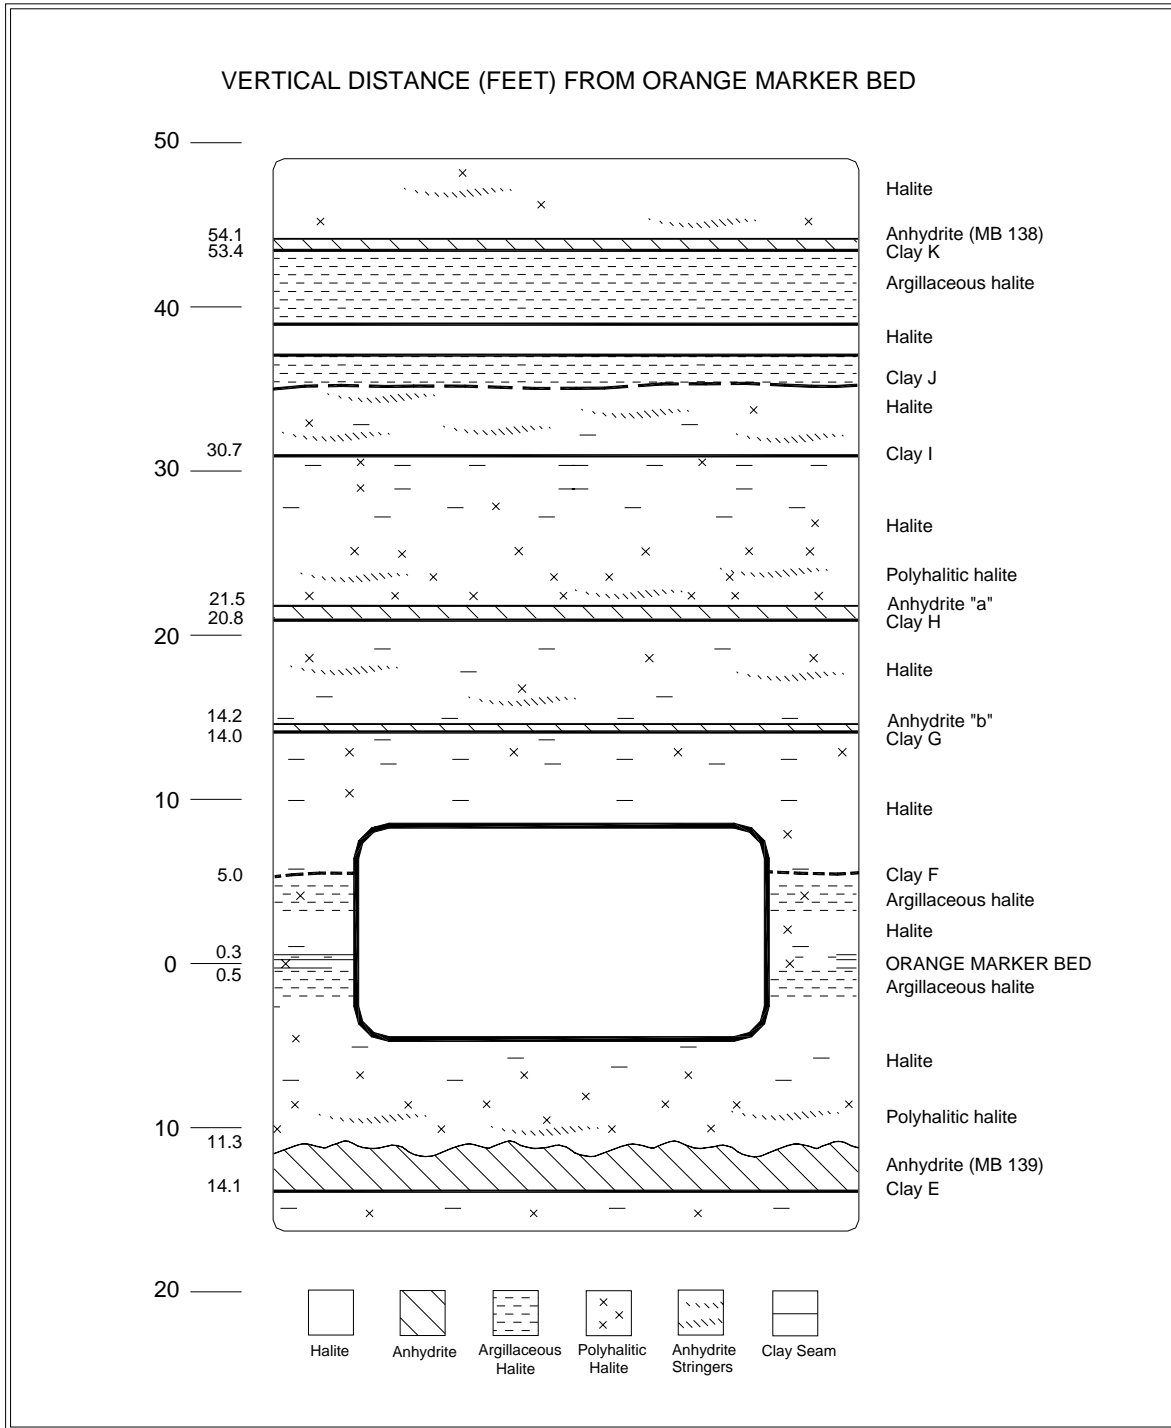 VERTICAL DISTANCE (FEET) FROM ORANGE MARKER BED
50
Halite
54.1
Anhydrite (MB 138)
53.4
Clay K
Argillaceous halite
40
Halite
Clay J
Halite
30.7
Clay I
30
Halite
Polyhalitic halite
21.5
Anhydrite "a"
20.8
Clay H
20
Halite
14.2
Anhydrite "b"
14.0
Clay G
10
Halite
5.0
Clay F
Argillaceous halite
Halite
0.3
0
ORANGE MARKER BED
0.5
Argillaceous halite
Halite
Polyhalitic halite
10
11.3
Anhydrite (MB 139)
14.1
Clay E
20
Halite
Anhydrite
Argillaceous
Halite
Polyhalitic
Halite
Anhydrite
Stringers
Clay Seam